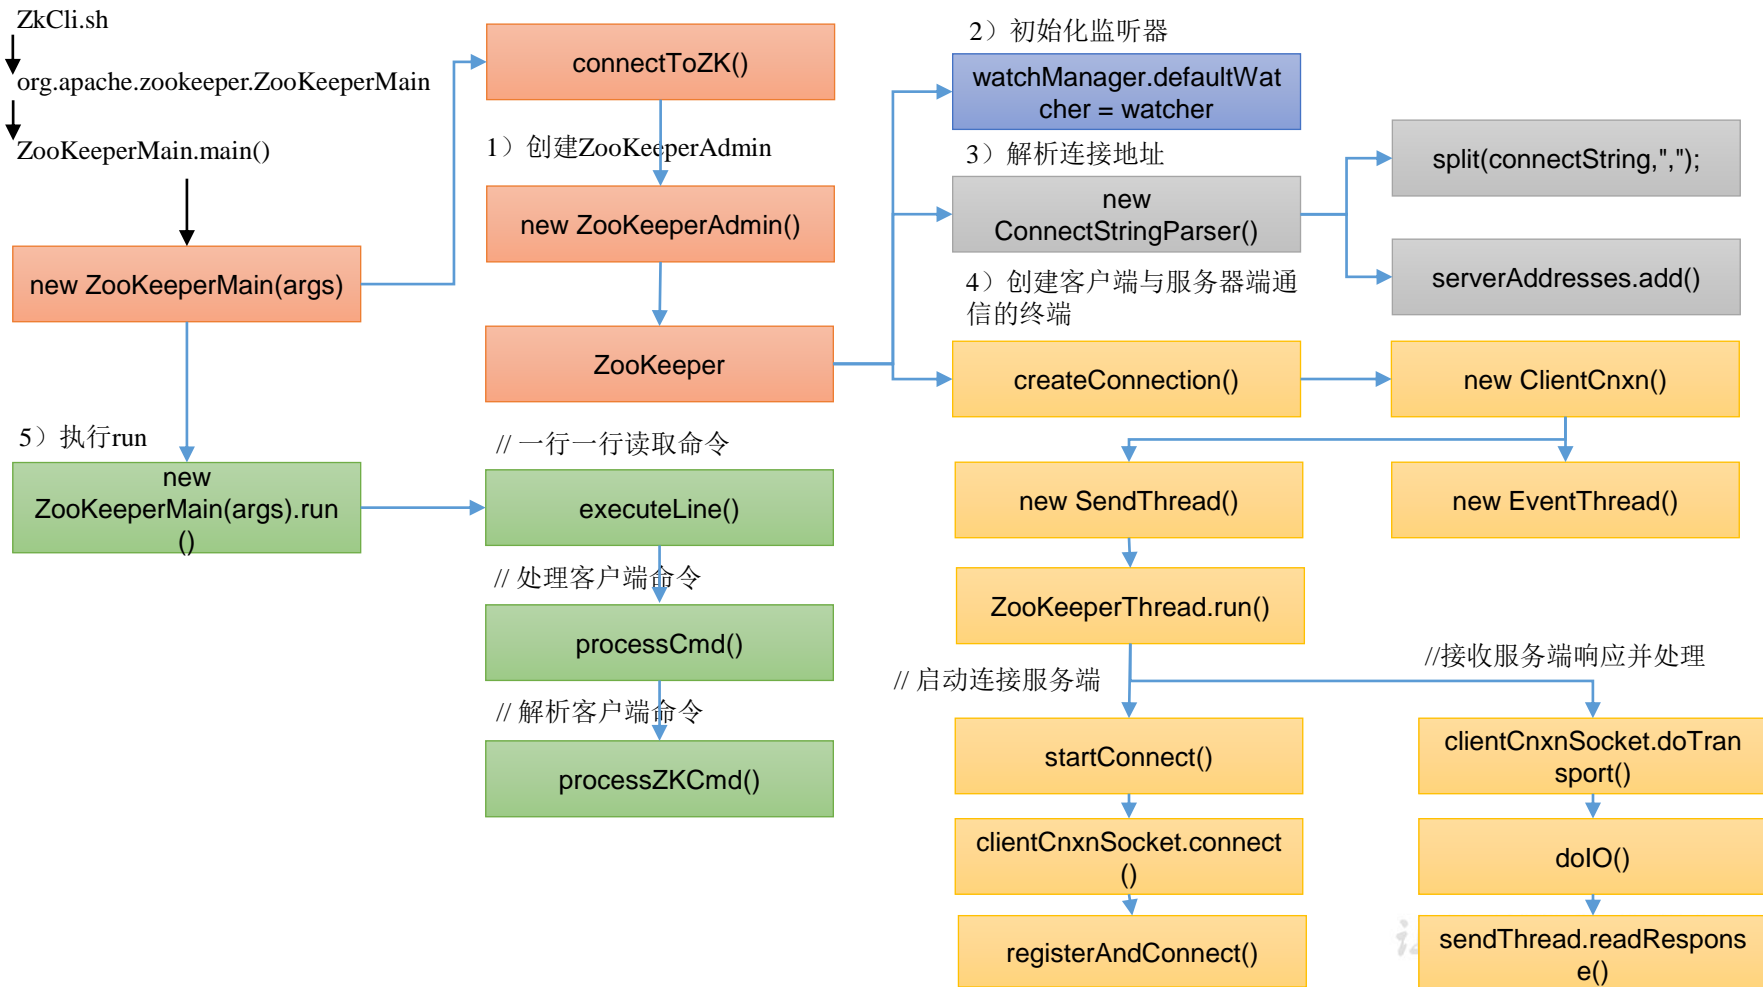 ZkCli.sh
org.apache.zookeeper.ZooKeeperMain
ZooKeeperMain.main()
new ZooKeeperMain(args)
5）执行run
new
ZooKeeperMain(args).run
()
connectToZK()
1）创建ZooKeeperAdmin
new ZooKeeperAdmin()
ZooKeeper
// 一行一行读取命令
executeLine()
// 处理客户端命令
processCmd()
// 解析客户端命令
processZKCmd()
2）初始化监听器
watchManager.defaultWat
cher = watcher
3）解析连接地址
new
ConnectStringParser()
split(connectString,",");
serverAddresses.add()
4）创建客户端与服务器端通
信的终端
createConnection()
new ClientCnxn()
new SendThread()
new EventThread()
ZooKeeperThread.run()
// 启动连接服务端
startConnect()
clientCnxnSocket.connect
()
registerAndConnect()
//接收服务端响应并处理
clientCnxnSocket.doTran
sport()
doIO()
sendThread.readRespons
e()